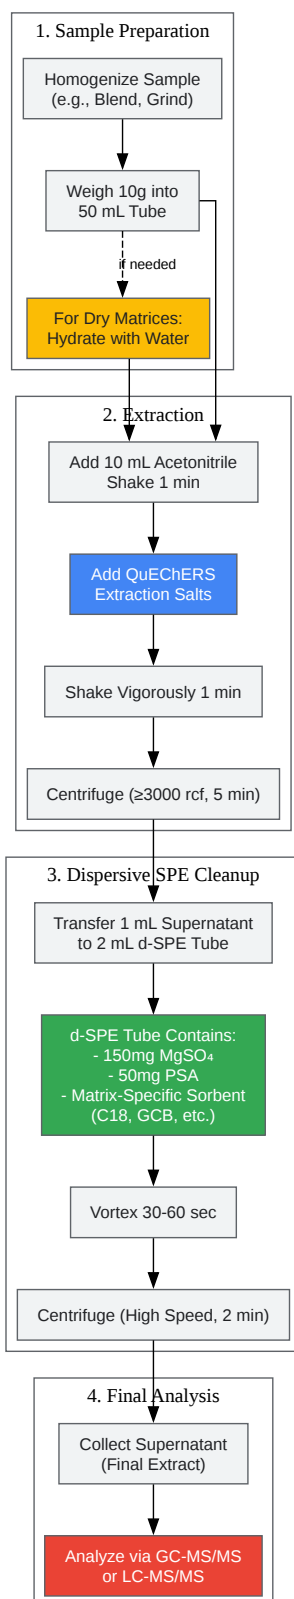 1. Sample Preparation
Homogenize Sample
(e.g., Blend, Grind)
Weigh 10g into
50 mL Tube
if needed
For Dry Matrices:
Hydrate with Water
2. Extraction
Add 10 mL Acetonitrile
Shake 1 min
Add QuEChERS
Extraction Salts
Shake Vigorously 1 min
Centrifuge (≥3000 rcf, 5 min)
3. Dispersive SPE Cleanup
Transfer 1 mL Supernatant
to 2 mL d-SPE Tube
d-SPE Tube Contains:
- 150mg MgSO₄
- 50mg PSA
- Matrix-Specific Sorbent
(C18, GCB, etc.)
Vortex 30-60 sec
Centrifuge (High Speed, 2 min)
4. Final Analysis
Collect Supernatant
(Final Extract)
Analyze via GC-MS/MS
or LC-MS/MS